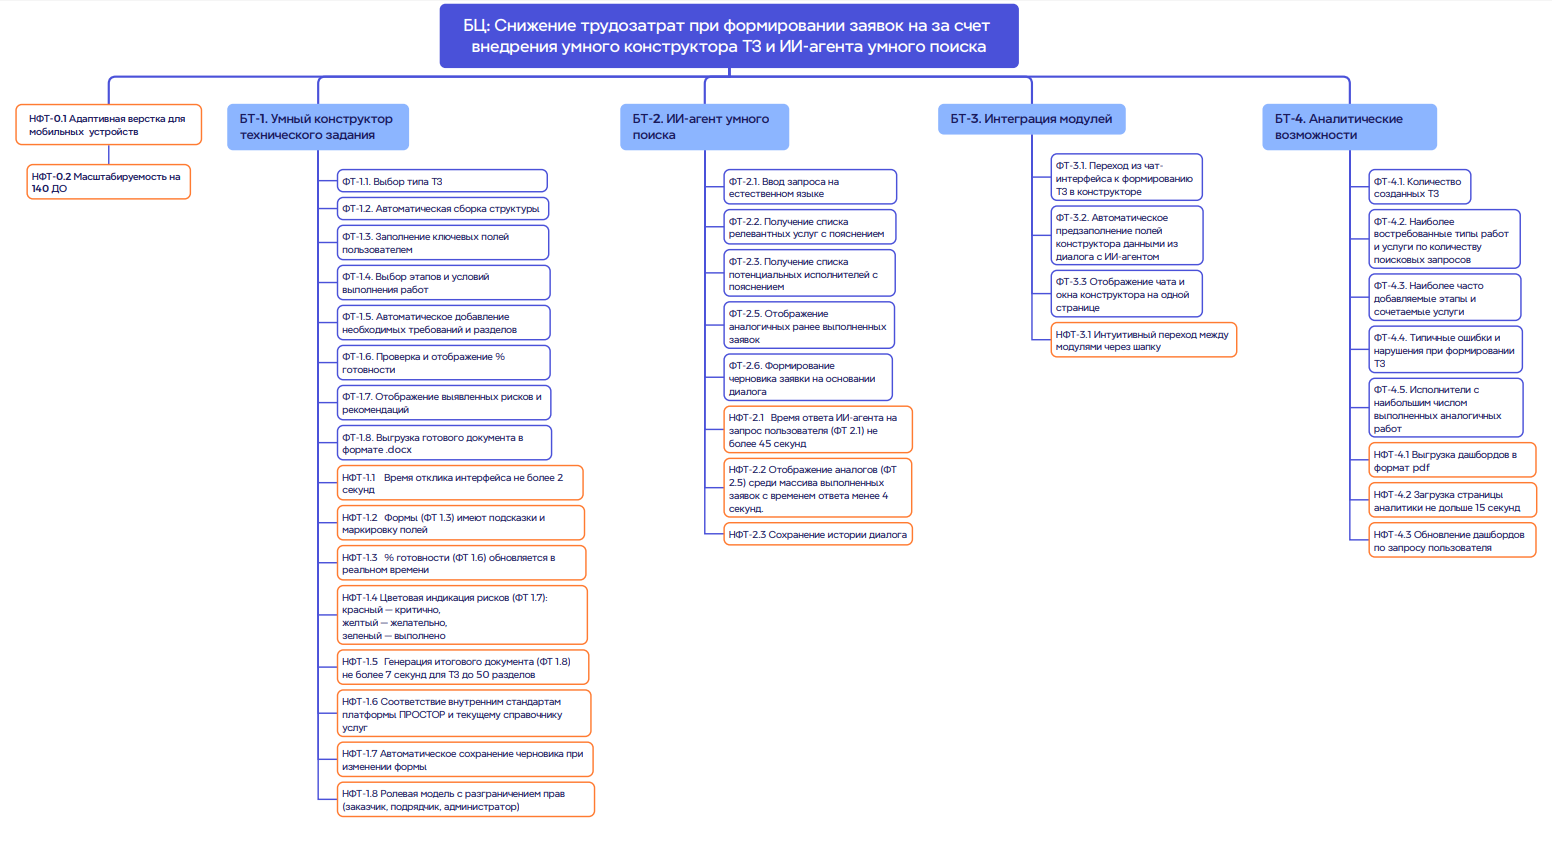 БЦ: Снижение трудозатрат при формировании заявок на за счет
внедрения умного конструктора ТЗ и ИИ-агента умного поиска
НФТ-0.1 Адаптивная верстка для
мобильных устройств
НФТ-0.2 Масштабируемость на
140 ДО
БТ-1. Умный конструктор
технического задания
ФТ-1.1. Выбор типа ТЗ
ФТ-1.2. Автоматическая сборка структуры
ФТ-1.3. Заполнение ключевых полей
пользователем
ФТ-1.4. Выбор этапов и условий
выполнения работ
ФТ-1.5. Автоматическое добавление
необходимых требований и разделов
ФТ-1.6. Проверка и отображение %
готовности
ФТ-1.7. Отображение выявленных рисков и
рекомендаций
ФТ-1.8. Выгрузка готового документа в
формате .docx
НФТ-1.1 Время отклика интерфейса не более 2
секунд
НФТ-1.2 Формы (ФТ 1.3) имеют подсказки и
маркировку полей
НФТ-1.3 % готовности (ФТ 1.6) обновляется в
реальном времени
НФТ-1.4 Цветовая индикация рисков (ФТ 1.7):
красный — критично,
желтый — желательно,
зеленый — выполнено
НФТ-1.5 Генерация итогового документа (ФТ 1.8)
не более 7 секунд для ТЗ до 50 разделов
НФТ-1.6 Соответствие внутренним стандартам
платформы ПРОСТОР и текущему справочнику
услуг
НФТ-1.7 Автоматическое сохранение черновика при
изменении формы
НФТ-1.8 Ролевая модель с разграничением прав
(заказчик, подрядчик, администратор)
БТ-2. ИИ-агент умного
поиска
ФТ-2.1. Ввод запроса на
естественном языке
ФТ-2.2. Получение списка
релевантных услуг с пояснением
ФТ-2.3. Получение списка
потенциальных исполнителей с
пояснением
ФТ-2.5. Отображение
аналогичных ранее выполненных
заявок
ФТ-2.6. Формирование
черновика заявки на основании
диалога
НФТ-2.1 Время ответа ИИ-агента на
запрос пользователя (ФТ 2.1) не
более 45 секунд
НФТ-2.2 Отображение аналогов (ФТ
2.5) среди массива выполненных
заявок с временем ответа менее 4
секунд.
НФТ-2.3 Сохранение истории диалога
БТ-3. Интеграция модулей
ФТ-3.1. Переход из чат-
интерфейса к формированию
ТЗ в конструкторе
ФТ-3.2. Автоматическое
предзаполнение полей
конструктора данными из
диалога с ИИ-агентом
ФТ-3.3 Отображение чата и
окна конструктора на одной
странице
НФТ-3.1 Интуитивный переход между
модулями через шапку
БТ-4. Аналитические
возможности
ФТ-4.1. Количество
созданных ТЗ
ФТ-4.2. Наиболее
востребованные типы работ
и услуги по количеству
поисковых запросов
ФТ-4.3. Наиболее часто
добавляемые этапы и
сочетаемые услуги
ФТ-4.4. Типичные ошибки и
нарушения при формировании
ТЗ
ФТ-4.5. Исполнители с
наибольшим числом
выполненных аналогичных
работ
НФТ-4.1 Выгрузка дашбордов в
формат pdf
НФТ-4.2 Загрузка страницы
аналитики не дольше 15 секунд
НФТ-4.3 Обновление дашбордов
по запросу пользователя